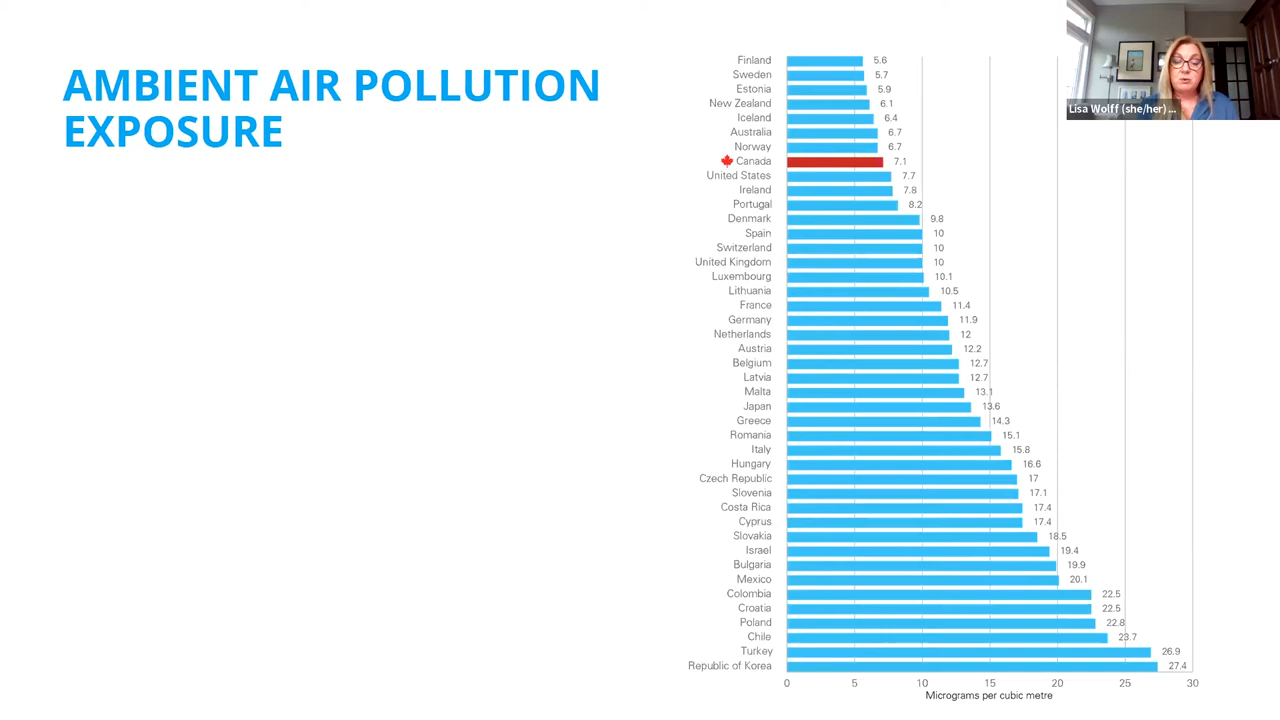 AMBIENT AIR POLLUTION
EXPOSURE
Lisa Wolff (she/her) ...
Finland 5.6
Sweden 5.7
Estonia 5.9
New Zealand 6.1
Iceland 6.4
Australia 6.7
Norway 6.7
Canada 7.1
United States 7.7
Ireland 7.8
Portugal 8.2
Denmark 9.8
Spain 10
Switzerland 10
United Kingdom 10
Luxembourg 10.1
Lithuania 10.5
France 11.4
Germany 11.9
Netherlands 12
Austria 12.2
Belgium 12.7
Latvia 12.7
Malta 13.1
Japan 13.6
Greece 14.3
Romania 15.1
Italy 15.8
Hungary 16.6
Czech Republic 17
Slovenia 17.1
Costa Rica 17.4
Cyprus 17.4
Slovakia 18.5
Israel 19.4
Bulgaria 19.9
Mexico 20.1
Colombia 22.5
Croatia 22.5
Poland 22.8
Chile 23.7
Turkey 26.9
Republic of Korea 27.4
0 5 10 15 20 25 30
Micrograms per cubic metre